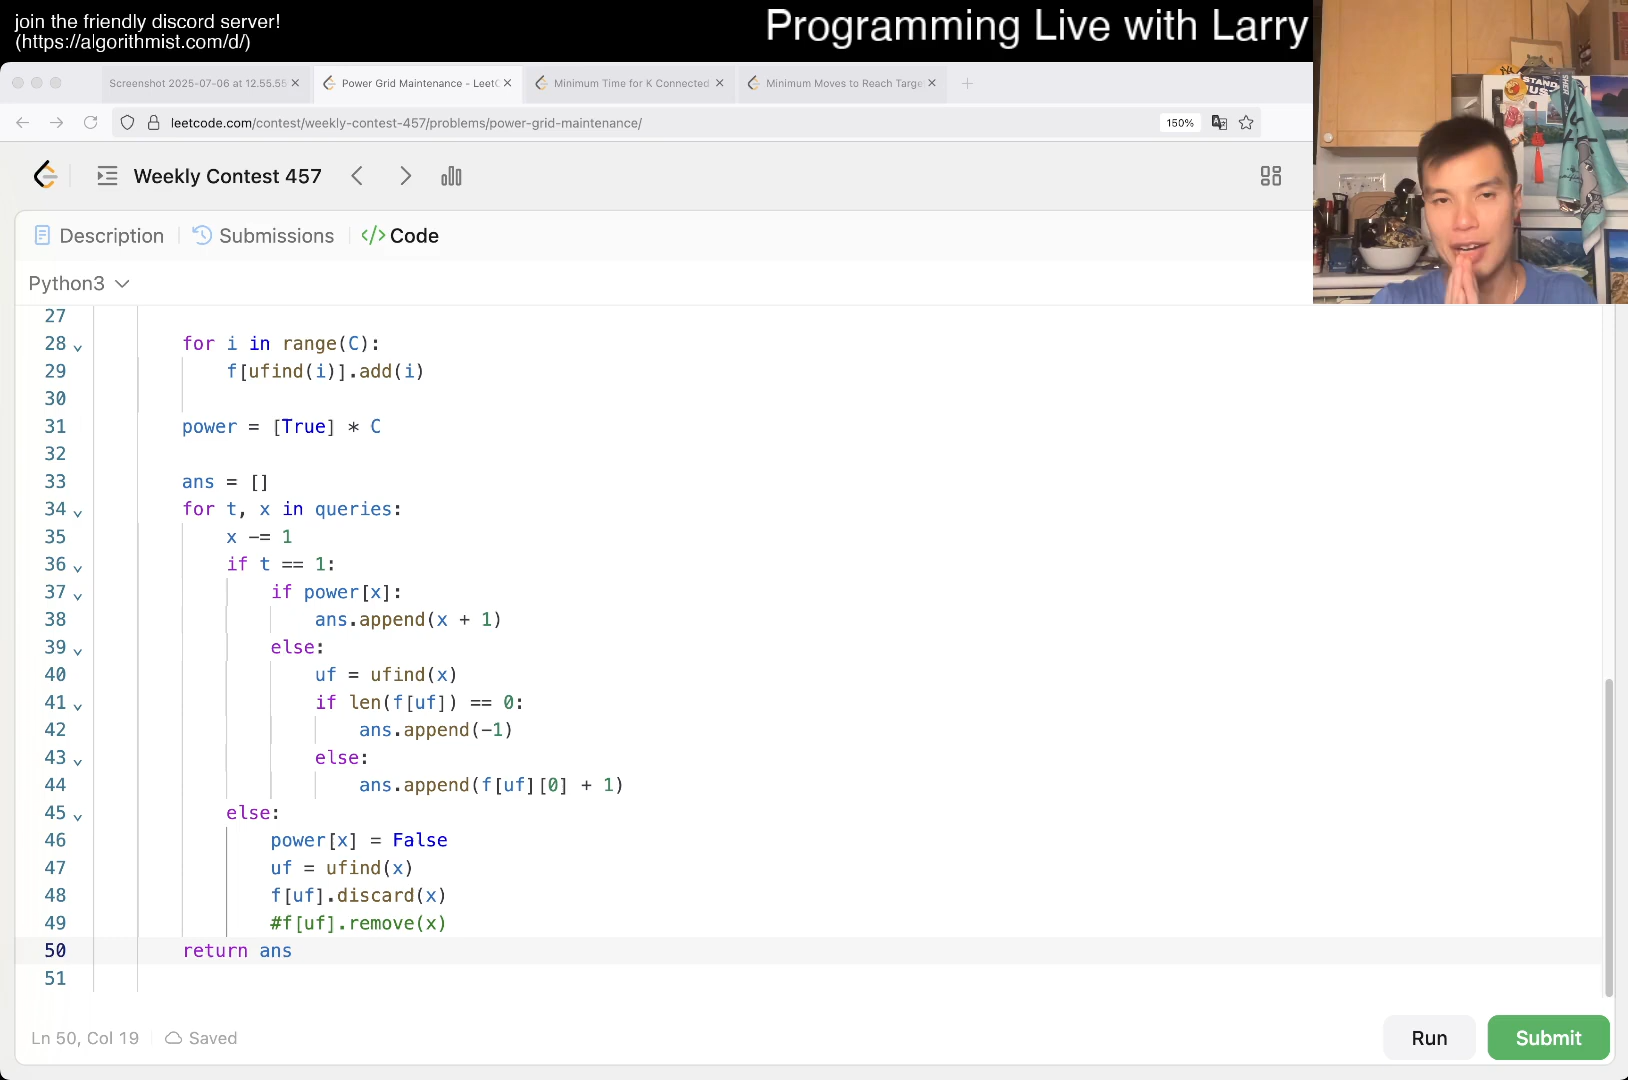 join the friendly discord server!
(https://algorithmist.com/d/)
Programming Live with Larry
Screenshot 2025-07-06 at 12.55.55
Power Grid Maintenance - LeetC
Minimum Time for K Connected
Minimum Moves to Reach Targe
leetcode.com/contest/weekly-contest-457/problems/power-grid-maintenance/
150%
Weekly Contest 457
Description
Submissions
</> Code
Python3
27
28 for i in range(C):
29 f[ufind(i)].add(i)
30
31 power = [True] * C
32
33 ans = []
34 for t, x in queries:
35 x -= 1
36 if t == 1:
37 if power[x]:
38 ans.append(x + 1)
39 else:
40 uf = ufind(x)
41 if len(f[uf]) == 0:
42 ans.append(-1)
43 else:
44 ans.append(f[uf][0] + 1)
45 else:
46 power[x] = False
47 uf = ufind(x)
48 f[uf].discard(x)
49 #f[uf].remove(x)
50 return ans
51
Ln 50, Col 19
Saved
Run
Submit